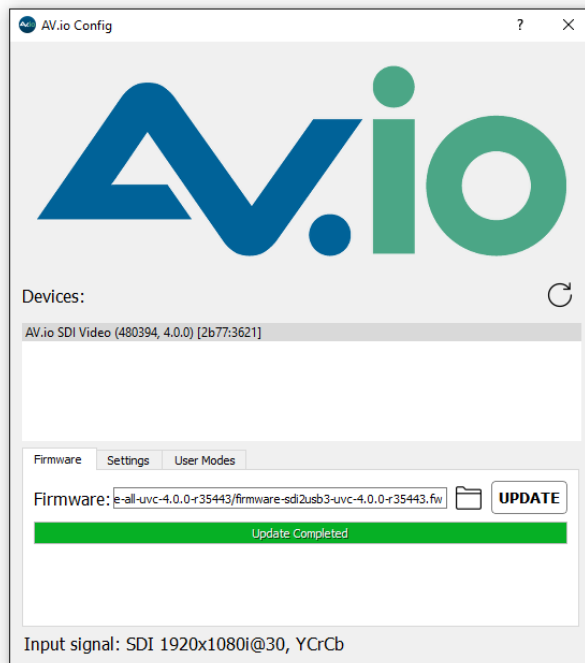 AV.io Config
AV.io
Devices:
AV.io SDI Video (480394, 4.0.0) [2b77:3621]
Firmware Settings User Modes
Firmware: e-all-uvc-4.0.0-r35443/firmware-sdi2usb3-uvc-4.0.0-r35443.fw UPDATE
Update Completed
Input signal: SDI 1920x1080i@30, YCrCb